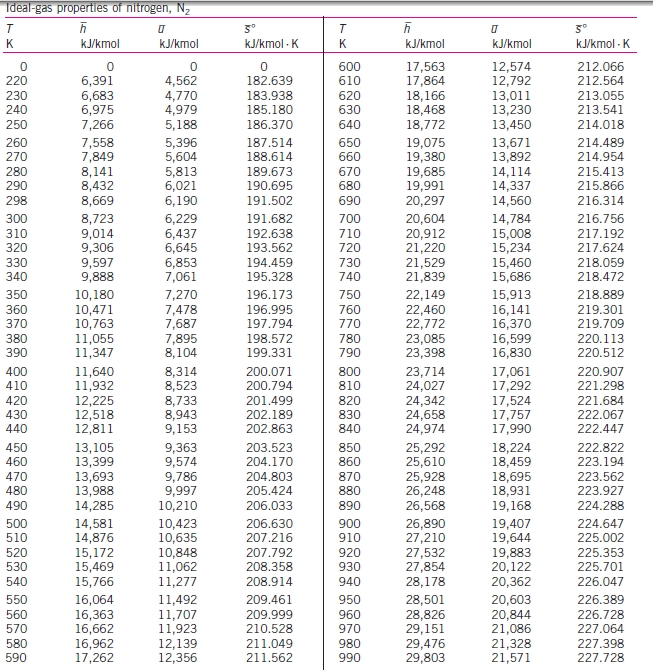 Ideal-gas properties of nitrogen, N₂
T h̄ ū s̄° T h̄ ū s̄°
K kJ/kmol kJ/kmol kJ/kmol · K K kJ/kmol kJ/kmol kJ/kmol · K
0 0 0 0 600 17,563 12,574 212.066
220 6,391 4,562 182.639 610 17,864 12,792 212.564
230 6,683 4,770 183.938 620 18,166 13,011 213.055
240 6,975 4,979 185.180 630 18,468 13,230 213.541
250 7,266 5,188 186.370 640 18,772 13,450 214.018
260 7,558 5,396 187.514 650 19,075 13,671 214.489
270 7,849 5,604 188.614 660 19,380 13,892 214.954
280 8,141 5,813 189.673 670 19,685 14,114 215.413
290 8,432 6,021 190.695 680 19,991 14,337 215.866
298 8,669 6,190 191.502 690 20,297 14,560 216.314
300 8,723 6,229 191.682 700 20,604 14,784 216.756
310 9,014 6,437 192.638 710 20,912 15,008 217.192
320 9,306 6,645 193.562 720 21,220 15,234 217.624
330 9,597 6,853 194.459 730 21,529 15,460 218.059
340 9,888 7,061 195.328 740 21,839 15,686 218.472
350 10,180 7,270 196.173 750 22,149 15,913 218.889
360 10,471 7,478 196.995 760 22,460 16,141 219.301
370 10,763 7,687 197.794 770 22,772 16,370 219.709
380 11,055 7,895 198.572 780 23,085 16,599 220.113
390 11,347 8,104 199.331 790 23,398 16,830 220.512
400 11,640 8,314 200.071 800 23,714 17,061 220.907
410 11,932 8,523 200.794 810 24,027 17,292 221.298
420 12,225 8,733 201.499 820 24,342 17,524 221.684
430 12,518 8,943 202.189 830 24,658 17,757 222.067
440 12,811 9,153 202.863 840 24,974 17,990 222.447
450 13,105 9,363 203.523 850 25,292 18,224 222.822
460 13,399 9,574 204.170 860 25,610 18,459 223.194
470 13,693 9,786 204.803 870 25,928 18,695 223.562
480 13,988 9,997 205.424 880 26,248 18,931 223.927
490 14,285 10,210 206.033 890 26,568 19,168 224.288
500 14,581 10,423 206.630 900 26,890 19,407 224.647
510 14,876 10,635 207.216 910 27,210 19,644 225.002
520 15,172 10,848 207.792 920 27,532 19,883 225.353
530 15,469 11,062 208.358 930 27,854 20,122 225.701
540 15,766 11,277 208.914 940 28,178 20,362 226.047
550 16,064 11,492 209.461 950 28,501 20,603 226.389
560 16,363 11,707 209.999 960 28,826 20,844 226.728
570 16,662 11,923 210.528 970 29,151 21,086 227.064
580 16,962 12,139 211.049 980 29,476 21,328 227.398
590 17,262 12,356 211.562 990 29,803 21,571 227.728